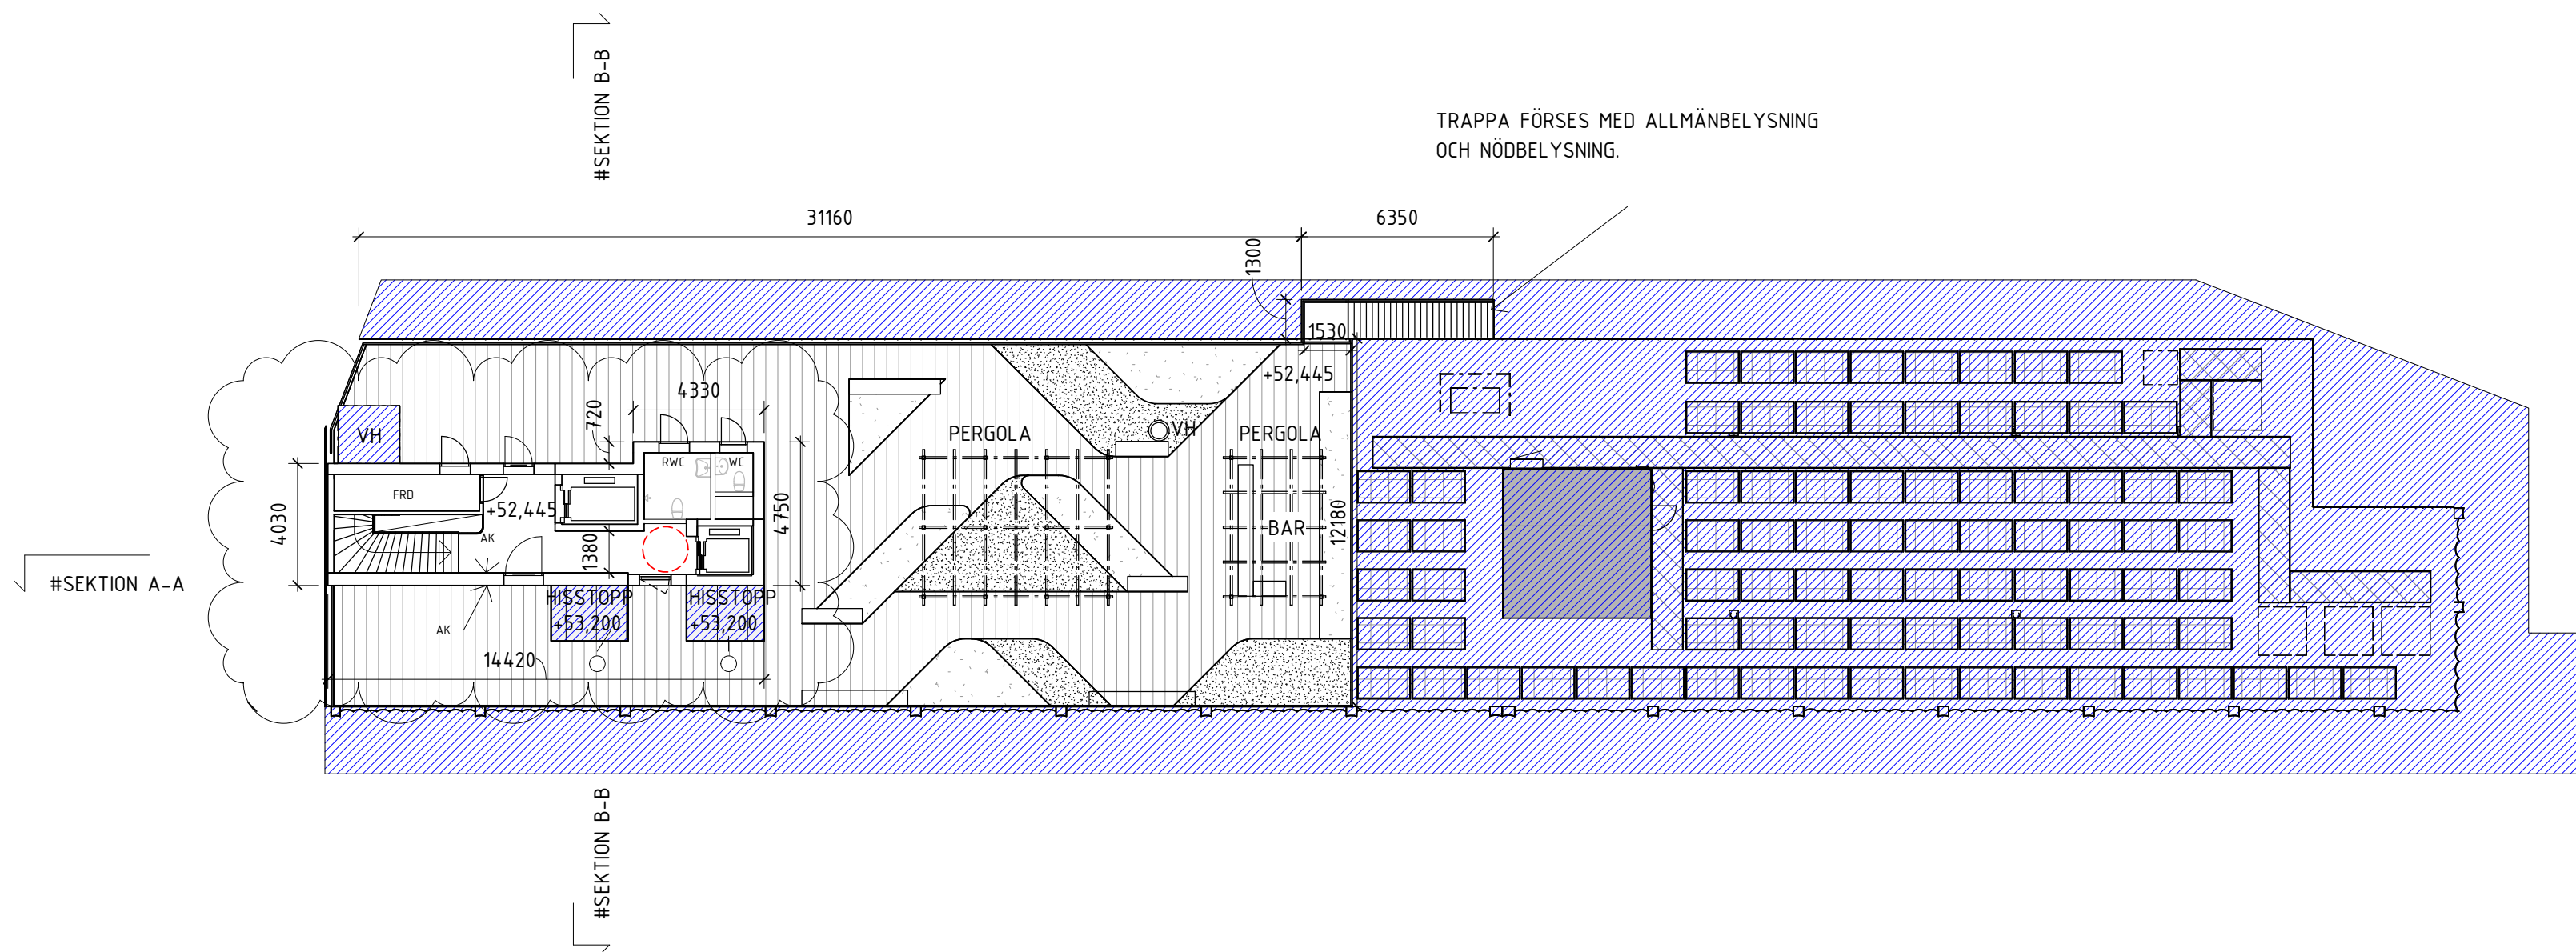 #SEKTION B-B
TRAPPA FÖRSES MED ALLMÄNBELYSNING
OCH NÖDBELYSNING.
31160
6350
1300
1530
+52,445
4330
720
VH
PERGOLA
VH
PERGOLA
RWC
WC
FRD
+52,445
4030
4750
AK
1380
BAR
12180
#SEKTION A-A
HISSTOPP
+53,200
HISSTOPP
+53,200
AK
14420
#SEKTION B-B